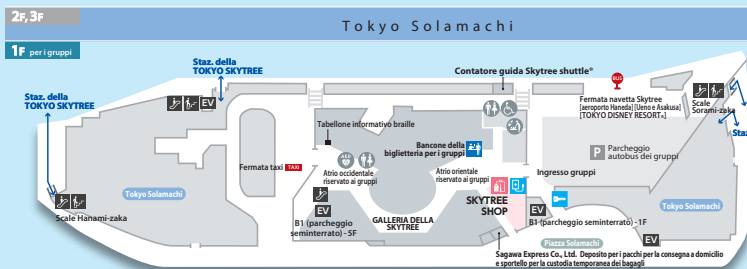 2F, 3F
Tokyo Solamachi
1F per i gruppi
Staz. della
TOKYO SKYTREE
Contatore guida Skytree shuttle®
BUS
Staz. della
TOKYO SKYTREE
EV
Fermata navetta Skytree
[aeroporto Haneda] [Ueno e Asakusa]
[TOKYO DISNEY RESORT®]
Scale
Sorami-zaka
Staz
Tabellone informativo braille
Bancone della
biglietteria per i gruppi
P
Parcheggio
autobus dei gruppi
AED
Fermata taxi TAXI
Atrio occidentale
riservato ai gruppi
Atrio orientale
riservato ai gruppi
Ingresso gruppi
Tokyo Solamachi
SKYTREE
SHOP
Tokyo Solamachi
Scale Hanami-zaka
EV
B1 (parcheggio
seminterrato) - 5F
GALLERIA DELLA
SKYTREE
EV
B1 (parcheggio seminterrato) - 1F
Piazza Solamachi
EV
Sagawa Express Co., Ltd. Deposito per i pacchi per la consegna a domicilio
e sportello per la custodia temporanea dei bagagli